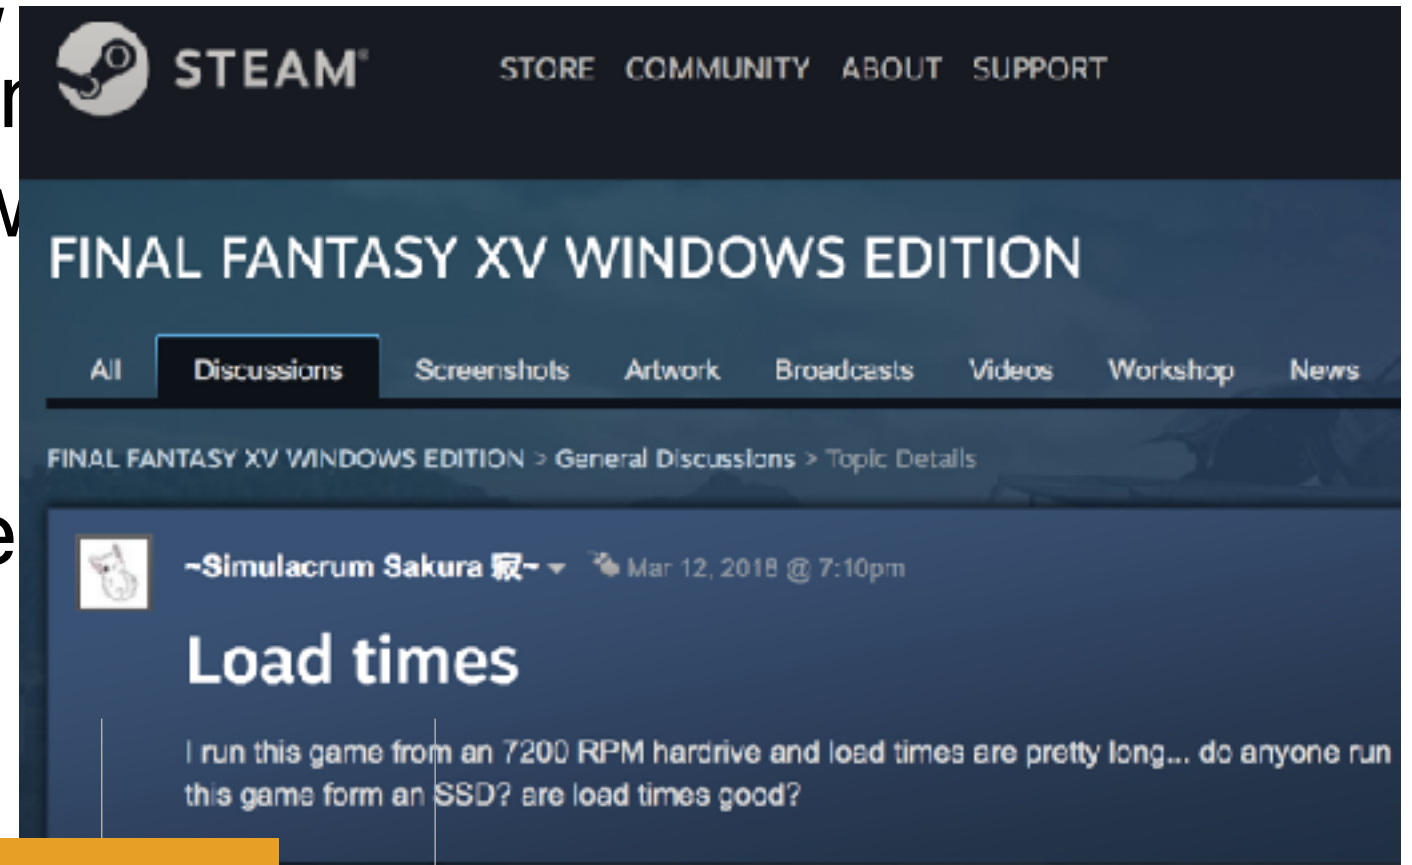 STEAM®
STORE COMMUNITY ABOUT SUPPORT
FINAL FANTASY XV WINDOWS EDITION
All Discussions Screenshots Artwork Broadcasts Videos Workshop News
FINAL FANTASY XV WINDOWS EDITION > General Discussions > Topic Details
~Simulacrum Sakura 寂~ Mar 12, 2018 @ 7:10pm
Load times
I run this game from an 7200 RPM hardrive and load times are pretty long... do anyone run
this game form an SSD? are load times good?